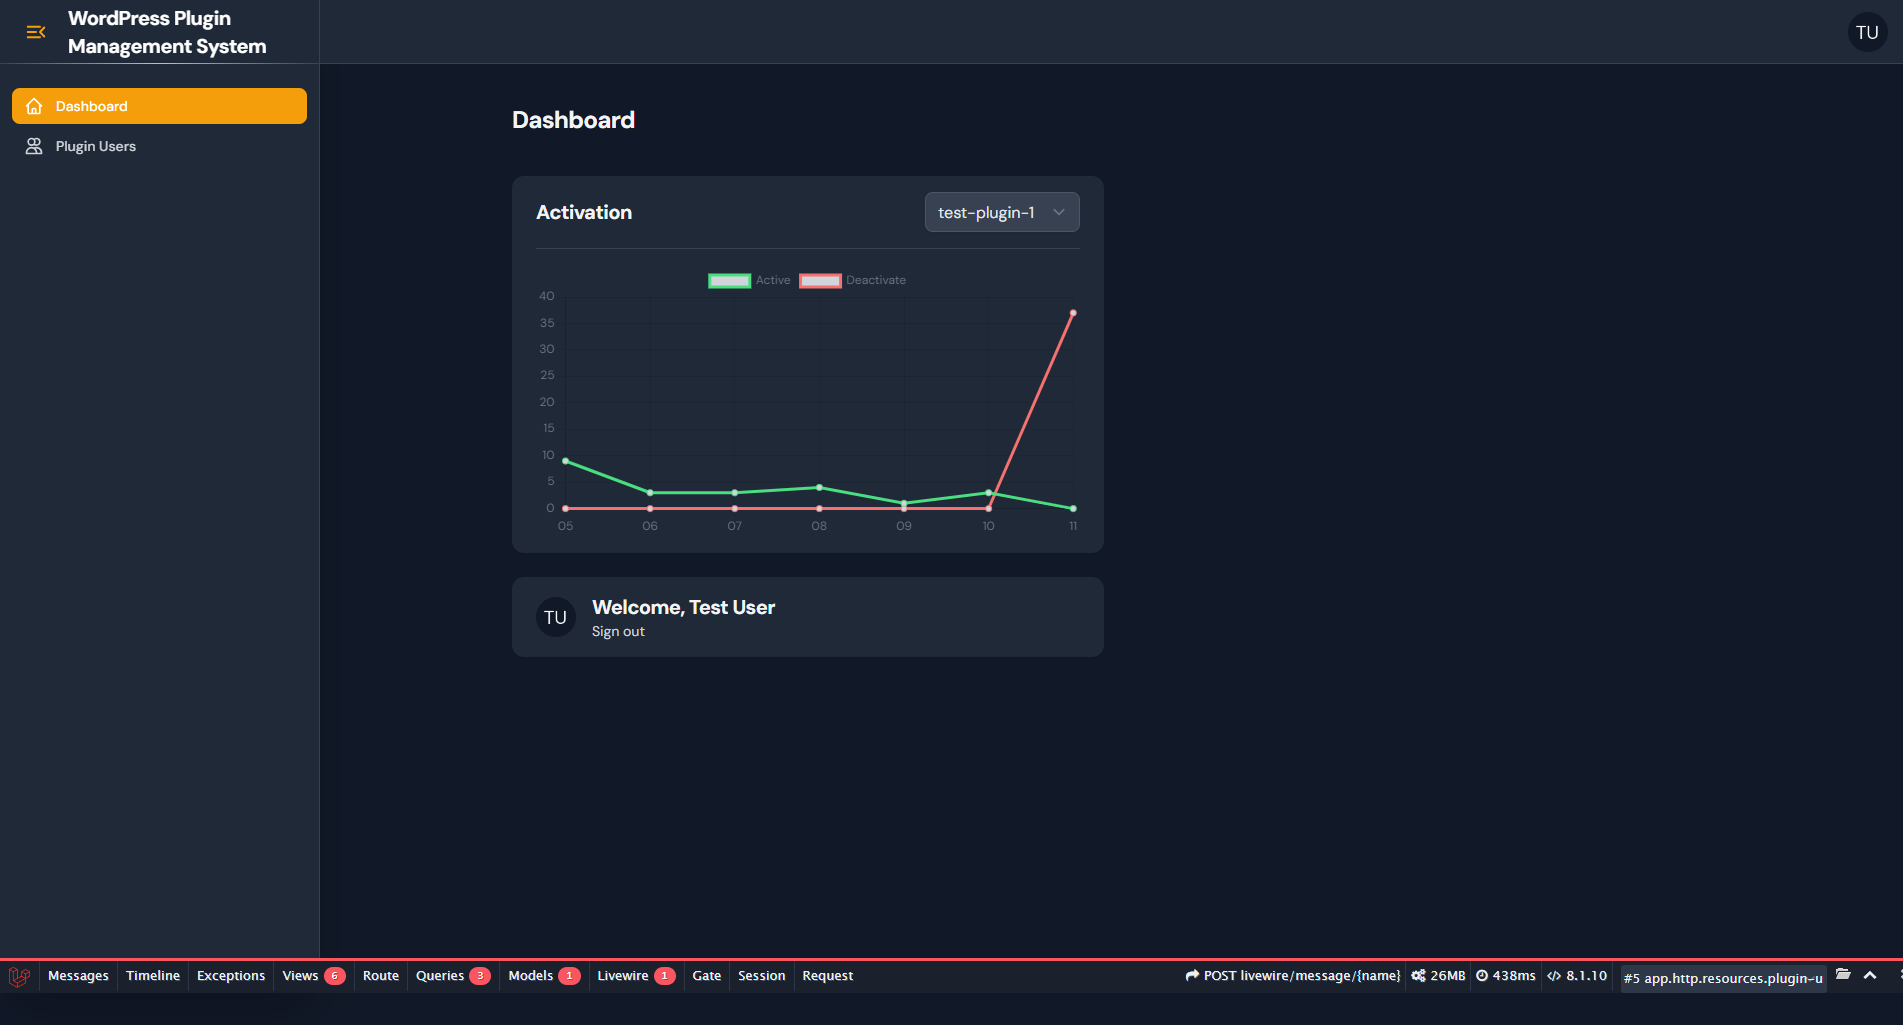 WordPress Plugin
Management System
TU
Dashboard
Plugin Users
Dashboard
Activation
test-plugin-1
Active
Deactivate
40
35
30
25
20
15
10
5
0
05 06 07 08 09 10 11
TU
Welcome, Test User
Sign out
Messages Timeline Exceptions Views 6 Route Queries 3 Models 1 Livewire 1 Gate Session Request POST livewire/message/{name} 26MB 438ms 8.1.10 #5 app.http.resources.plugin-u